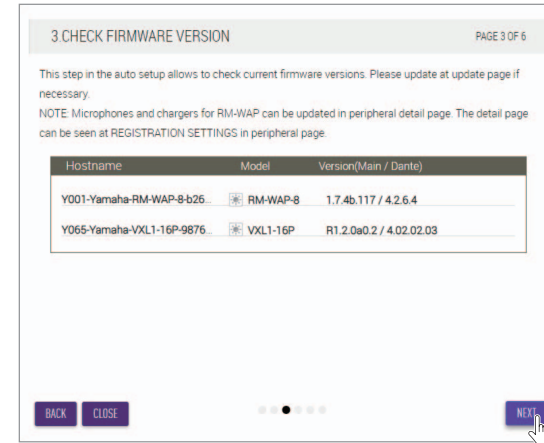 3.CHECK FIRMWARE VERSION PAGE 3 OF 6
This step in the auto setup allows to check current firmware versions. Please update at update page if
necessary.
NOTE: Microphones and chargers for RM-WAP can be updated in peripheral detail page. The detail page
can be seen at REGISTRATION SETTINGS in peripheral page.
Hostname Model Version(Main / Dante)
Y001-Yamaha-RM-WAP-8-b26... RM-WAP-8 1.7.4b.117 / 4.2.6.4
Y065-Yamaha-VXL1-16P-9876... VXL1-16P R1.2.0a0.2 / 4.02.02.03
BACK CLOSE NEXT